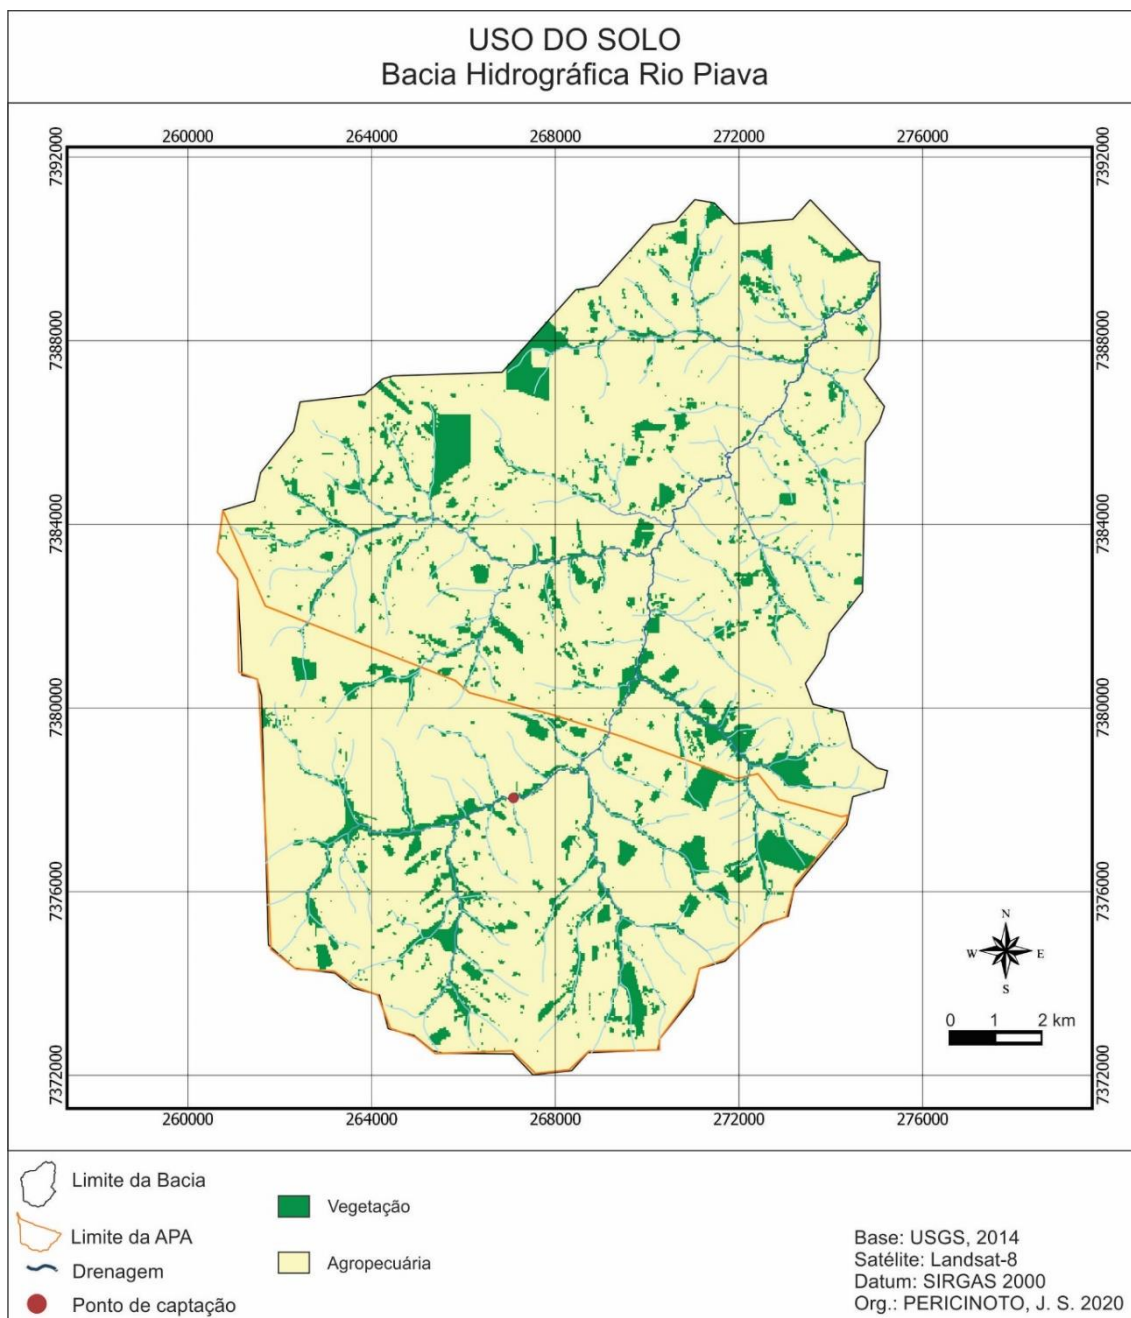 USO DO SOLO
Bacia Hidrográfica Rio Piava
260000 264000 268000 272000 276000
7392000 7392000
7388000 7388000
7384000 7384000
7380000 7380000
7376000 7376000
N
W E
S
0 1 2 km
7372000 7372000
260000 264000 268000 272000 276000
Limite da Bacia
Limite da APA
Drenagem
Ponto de captação
Vegetação
Agropecuária
Base: USGS, 2014
Satélite: Landsat-8
Datum: SIRGAS 2000
Org.: PERICINOTO, J. S. 2020